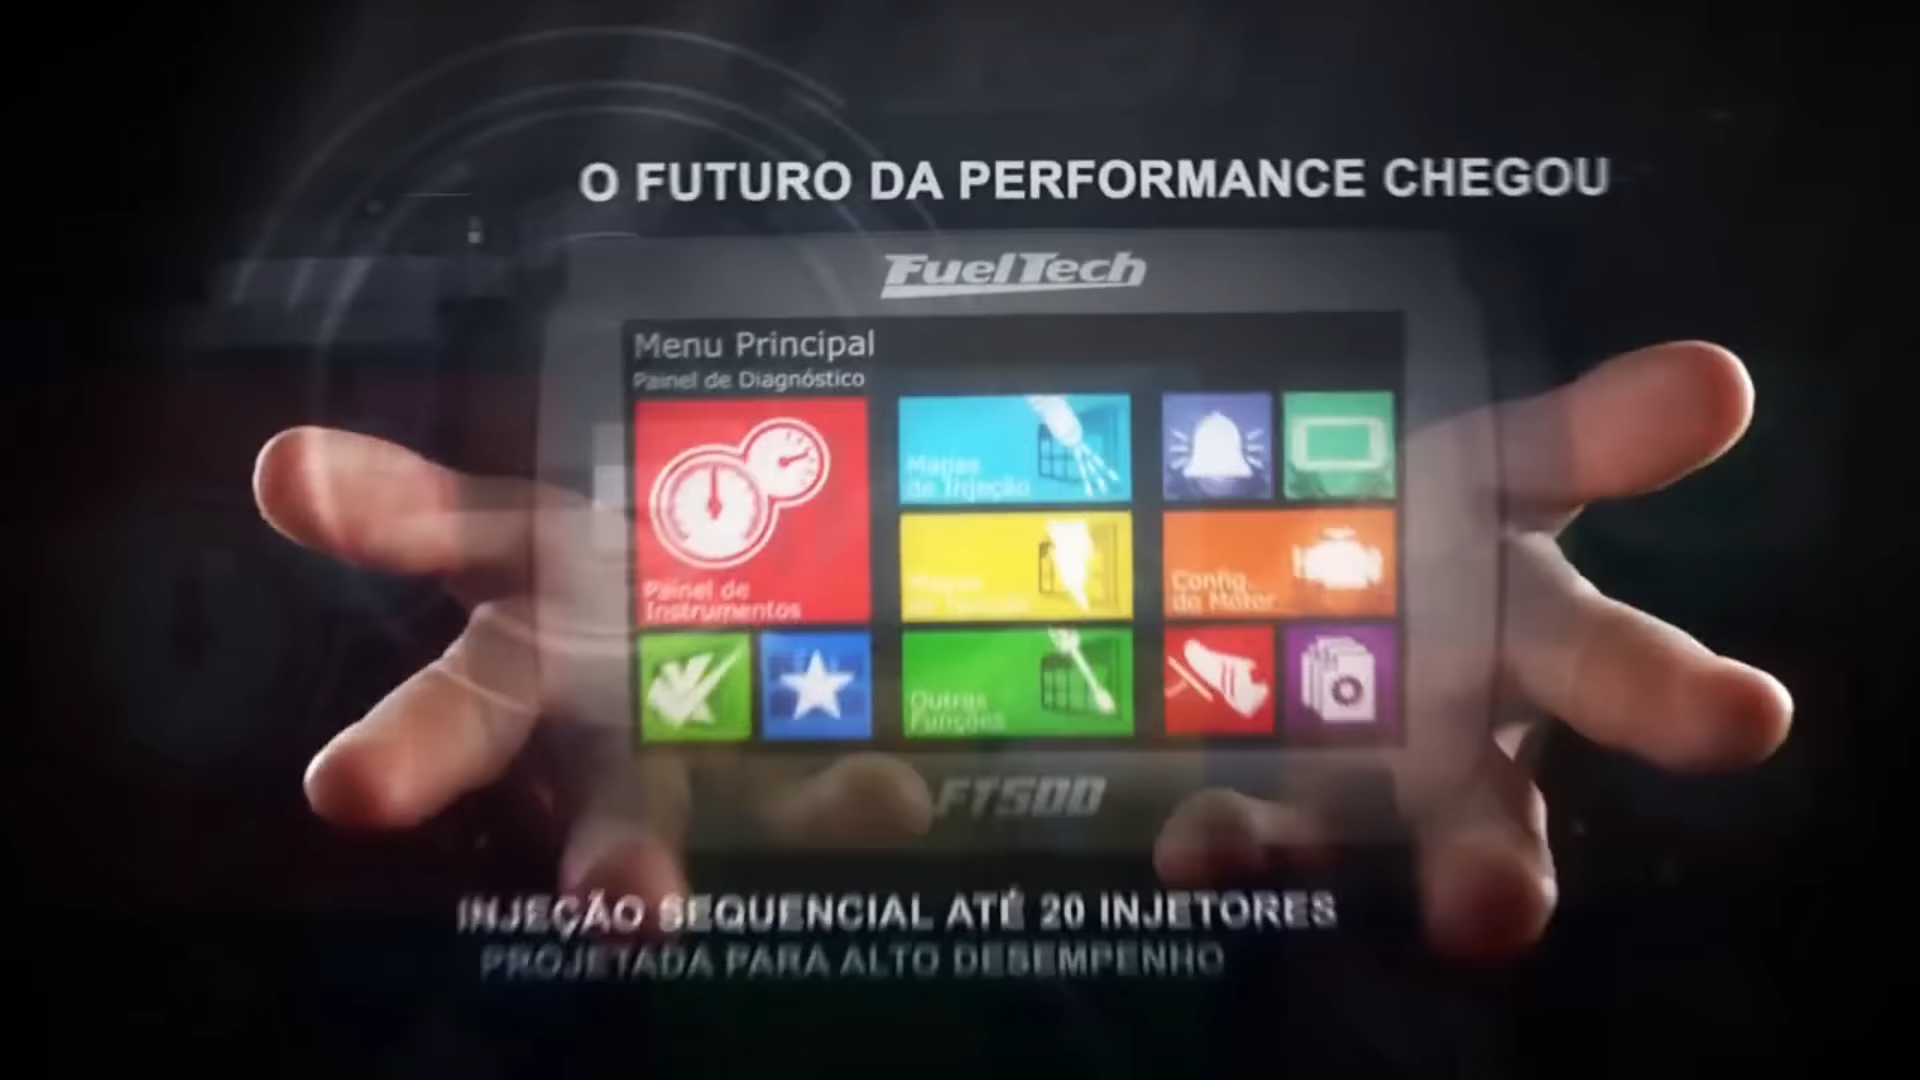 O FUTURO DA PERFORMANCE CHEGOU
FuelTech
Menu Principal
Painel de Diagnóstico
Mapas
de Injeção
Painel de
Instrumentos
Config.
do Motor
Outras
Funções
FT500
INJEÇÃO SEQUENCIAL ATÉ 20 INJETORES
PROJETADA PARA ALTO DESEMPENHO